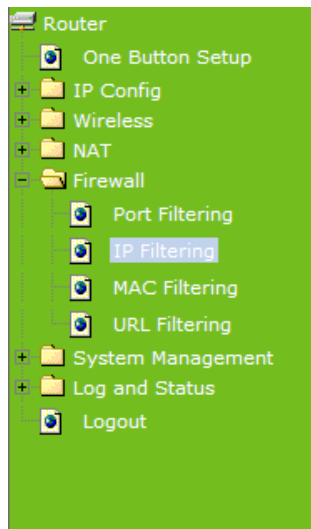 Router
One Button Setup
IP Config
Wireless
NAT
Firewall
Port Filtering
IP Filtering
MAC Filtering
URL Filtering
System Management
Log and Status
Logout